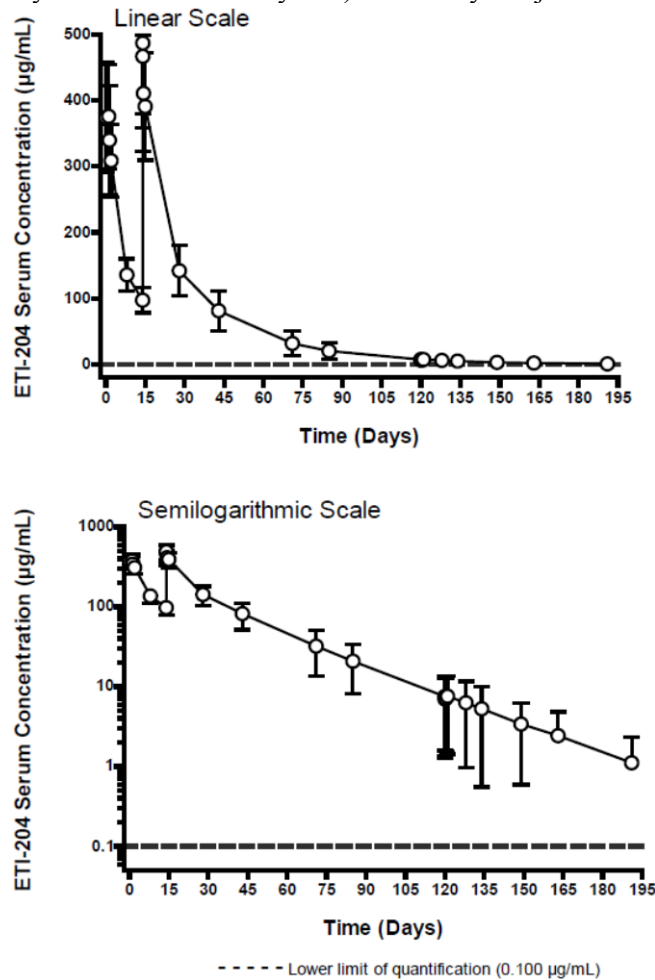 Linear Scale
ETI-204 Serum Concentration (µg/mL)
500
400
300
200
100
0
0 15 30 45 60 75 90 105 120 135 150 165 180 195
Time (Days)
Semilogarithmic Scale
ETI-204 Serum Concentration (µg/mL)
1000
100
10
1
0.1
0 15 30 45 60 75 90 105 120 135 150 165 180 195
Time (Days)
Lower limit of quantification (0.100 µg/mL)